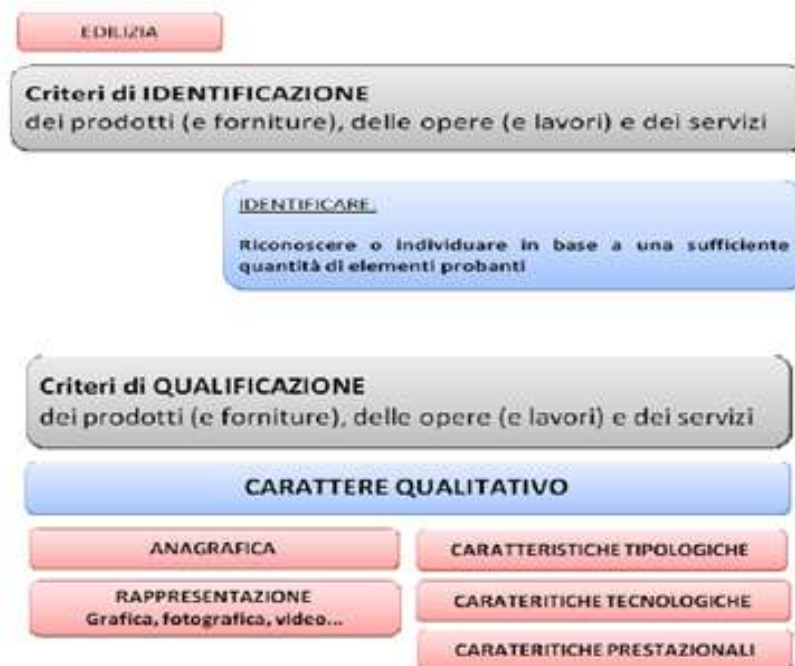 EDILIZIA
Criteri di IDENTIFICAZIONE
dei prodotti (e forniture), delle opere (e lavori) e dei servizi
IDENTIFICARE:
Riconoscere o individuare in base a una sufficiente
quantità di elementi probanti
Criteri di QUALIFICAZIONE
dei prodotti (e forniture), delle opere (e lavori) e dei servizi
CARATTERE QUALITATIVO
ANAGRAFICA
RAPPRESENTAZIONE
Grafica, fotografica, video...
CARATTERISTICHE TIPOLOGICHE
CARATERITICHE TECNOLOGICHE
CARATERITICHE PRESTAZIONALI